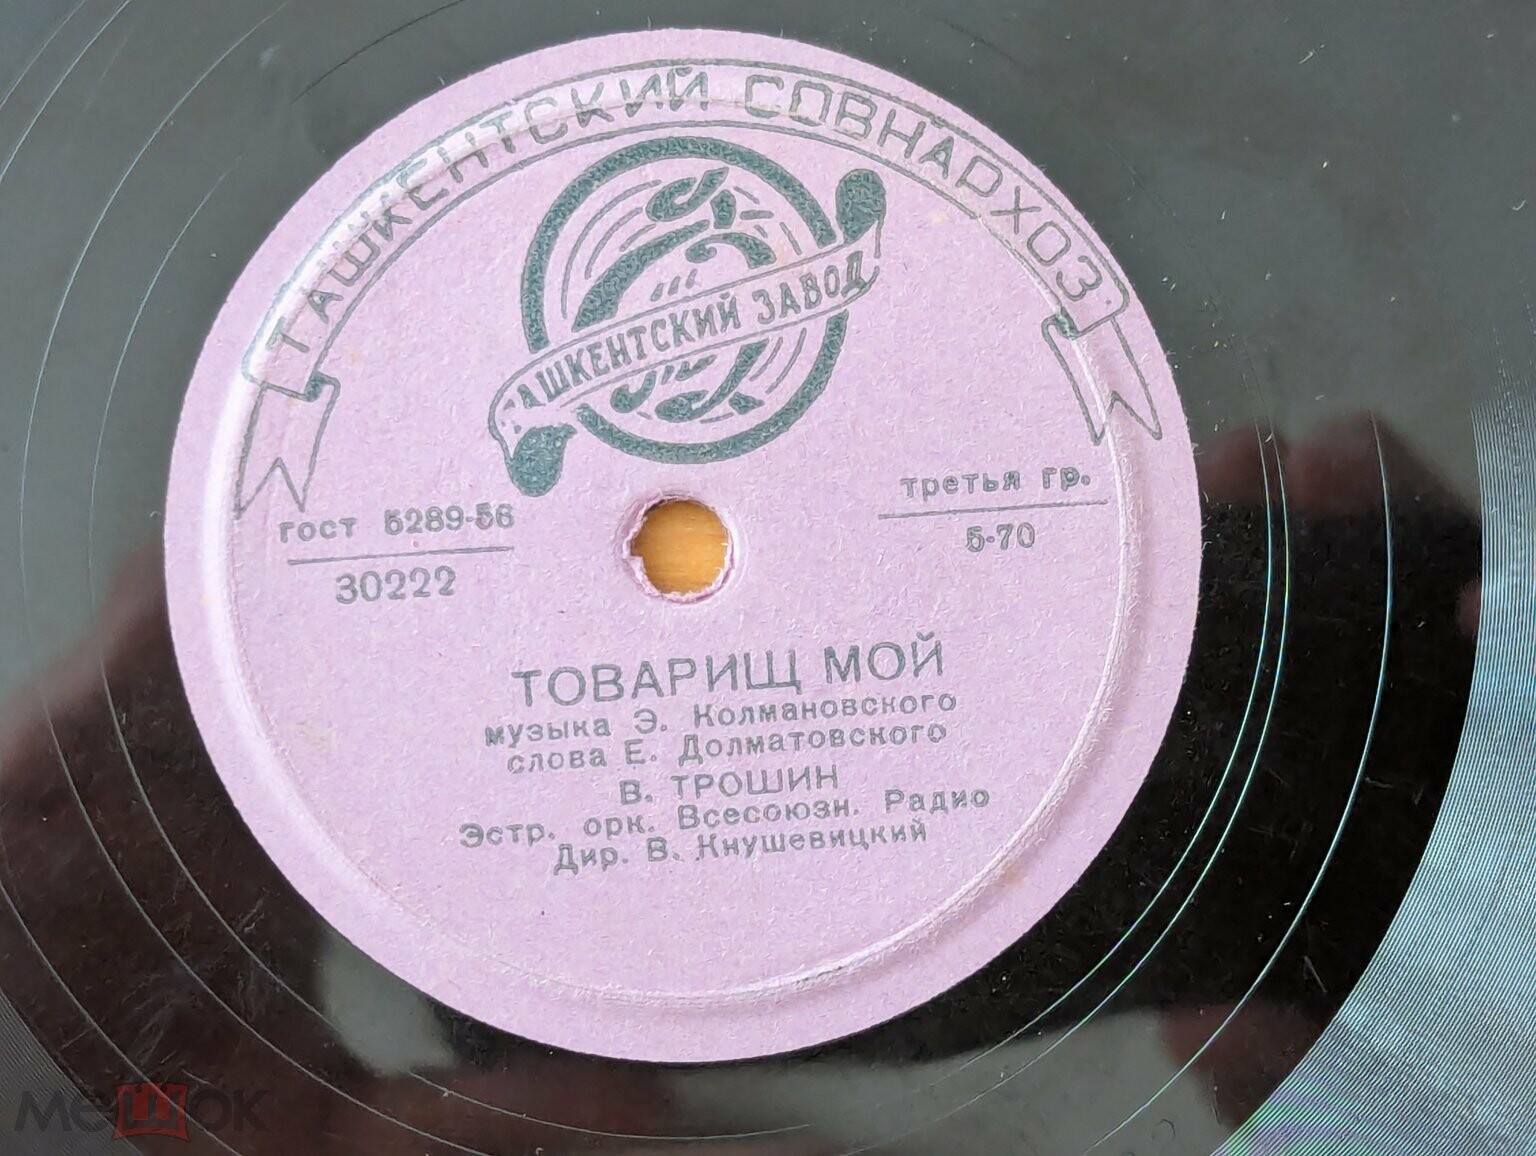 ТАШКЕНТСКИЙ СОВНАРХОЗ
АШКЕНТСКИЙ ЗАВОД
гост 5289-56
30222
третья гр.
5-70
ТОВАРИЩ МОЙ
музыка Э. Колмановского
слова Е. Долматовского
В. ТРОШИН
Эстр. орк. Всесоюзн. Радио
Дир. В. Кнушевицкий
мешок